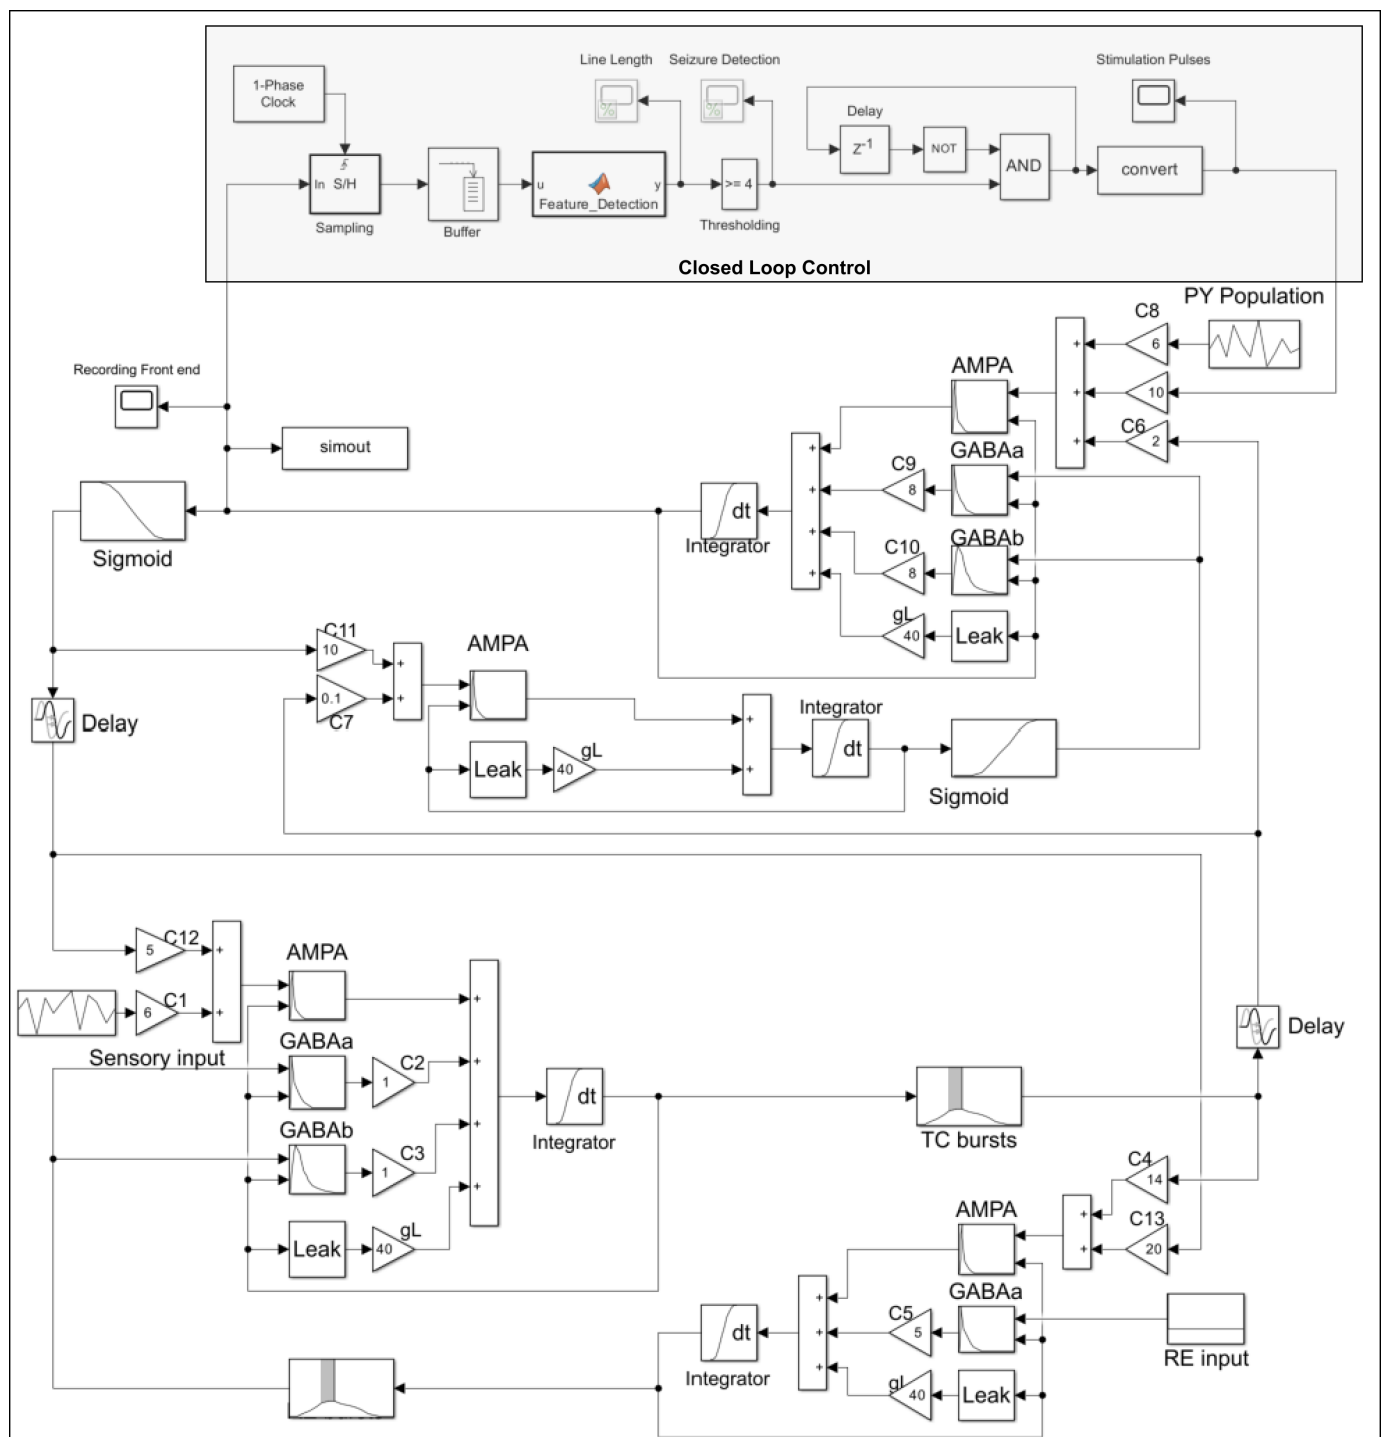 Line Length
Seizure Detection
Stimulation Pulses
1-Phase
Clock
Delay
Z-1
NOT
AND
convert
In S/H
u
y
Feature_Detection
>= 4
Sampling
Buffer
Thresholding
Closed Loop Control
PY Population
C8
6
+
Recording Front end
AMPA
10
+
C6
2
+
simout
GABAa
C9
8
+
+
dt
Integrator
+
GABAb
C10
8
+
Sigmoid
gL
40
Leak
C11
10
+
AMPA
0.1
+
C7
Delay
Integrator
+
dt
Leak
gL
40
+
Sigmoid
C12
5
+
AMPA
C1
6
+
+
Sensory input
GABAa
C2
1
+
dt
Integrator
TC bursts
Delay
GABAb
C3
1
+
+
gL
Leak
40
C4
14
+
AMPA
C13
20
+
GABAa
+
C5
5
+
dt
Integrator
RE input
+
gL
40
Leak